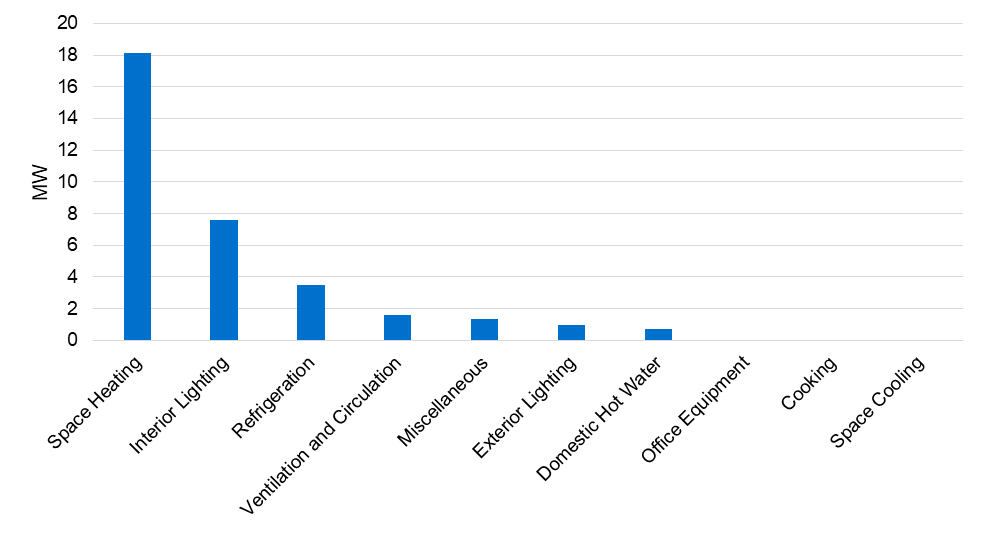 20
18
16
14
12
10
8
6
4
2
0
MW
Space Heating
Interior Lighting
Refrigeration
Ventilation and Circulation
Miscellaneous
Exterior Lighting
Domestic Hot Water
Office Equipment
Cooking
Space Cooling